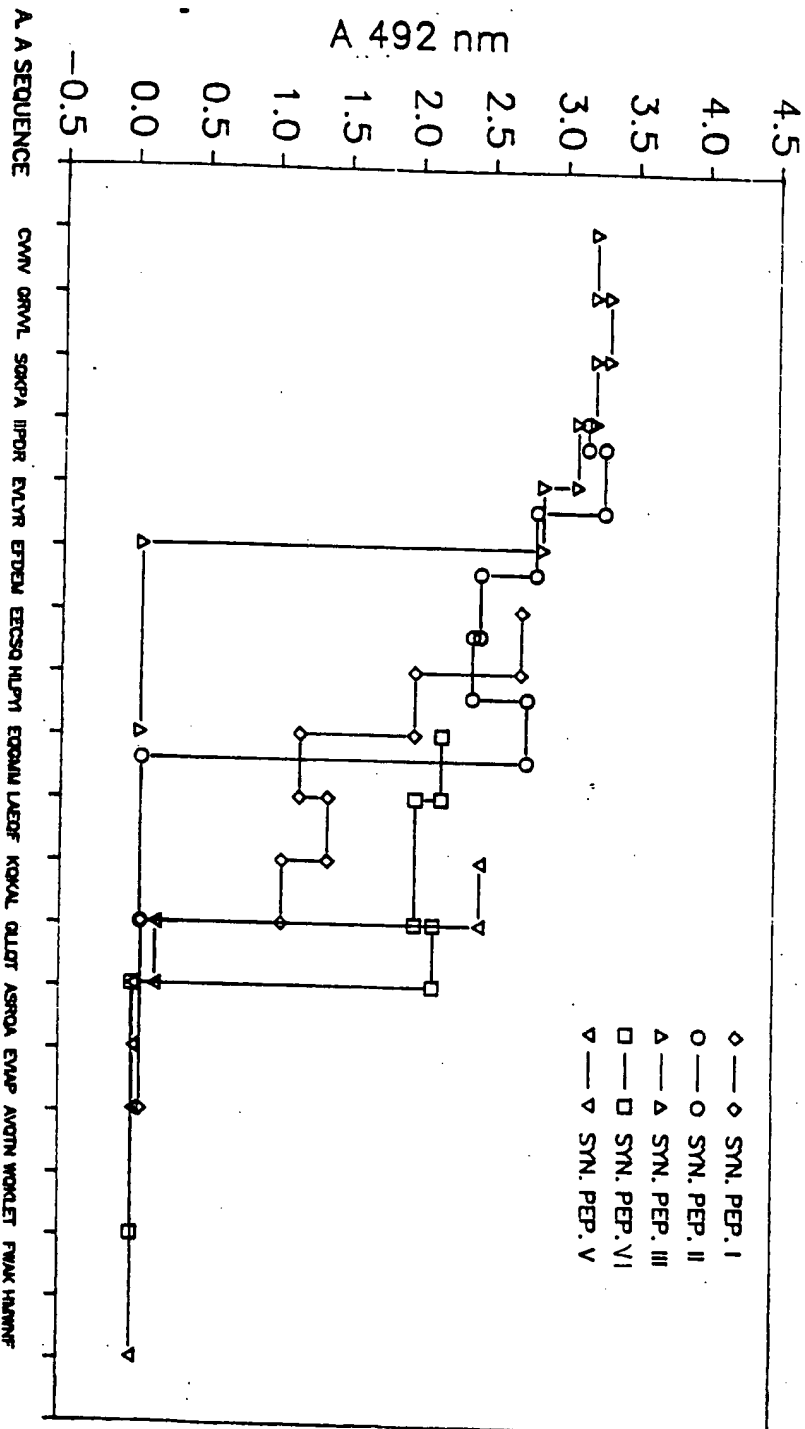 A 492 nm
4.5
4.0
3.5
3.0
2.5
2.0
1.5
1.0
0.5
0.0
−0.5
SYN. PEP. I
SYN. PEP. II
SYN. PEP. III
SYN. PEP. VI
SYN. PEP. V
A. A SEQUENCE CVVIV QRVVL SGKPA IIPDR EVLYR EFDEM EECSQ HLPYI EQGMM LAEQF KQKAL GLLQT ASRQA EVIAP AVQTN WQKLET FWAK HMWNF